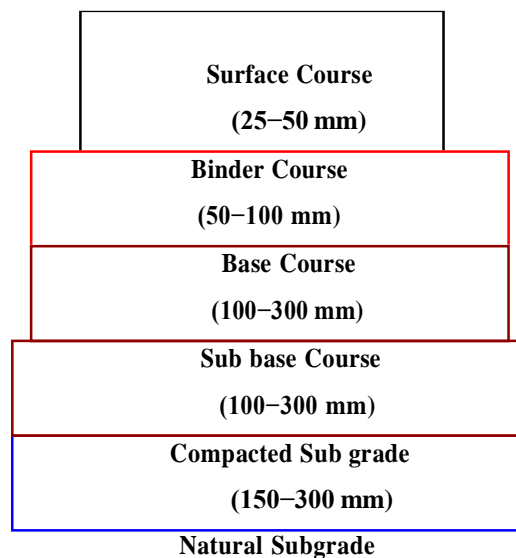 Surface Course
(25−50 mm)
Binder Course
(50−100 mm)
Base Course
(100−300 mm)
Sub base Course
(100−300 mm)
Compacted Sub grade
(150−300 mm)
Natural Subgrade